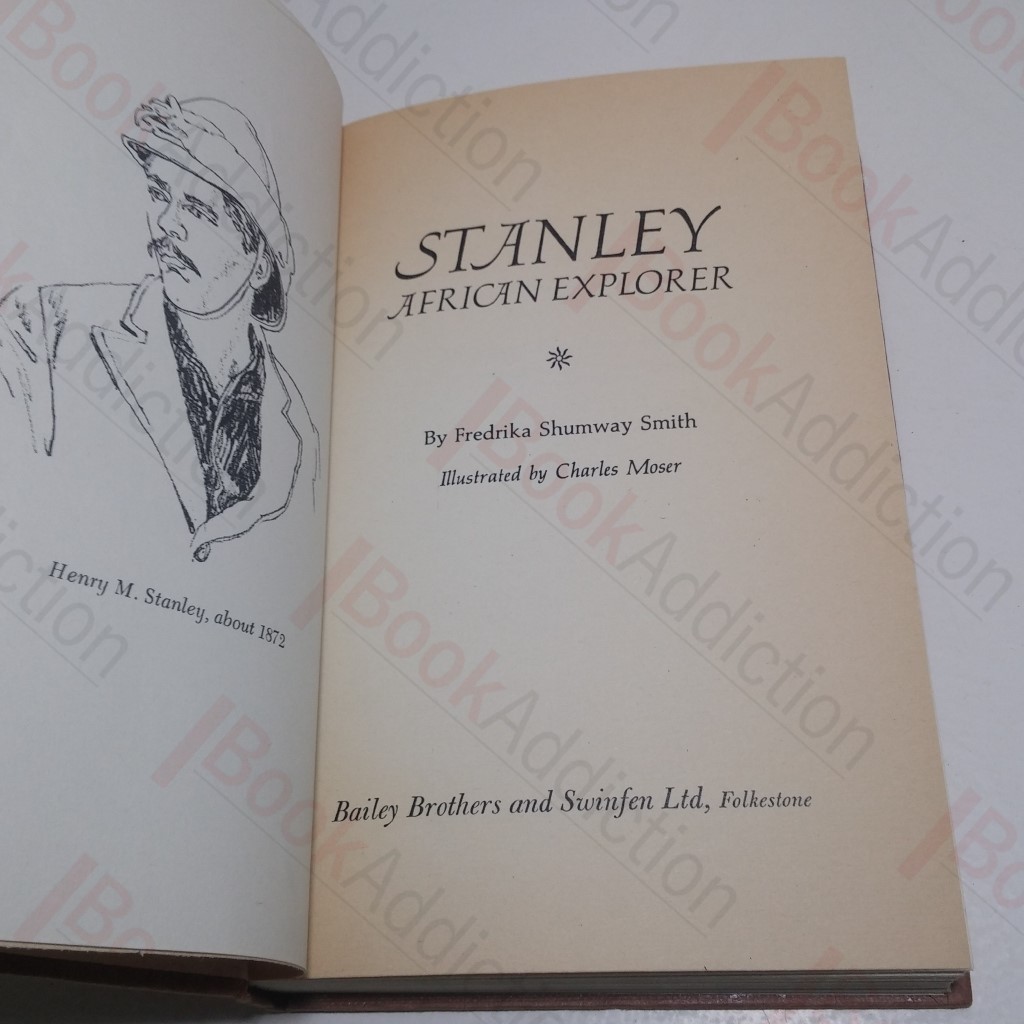 Henry M. Stanley, about 1872
STANLEY
AFRICAN EXPLORER
By Fredrika Shumway Smith
Illustrated by Charles Moser
Bailey Brothers and Swinfen Ltd, Folkestone
BookAddiction